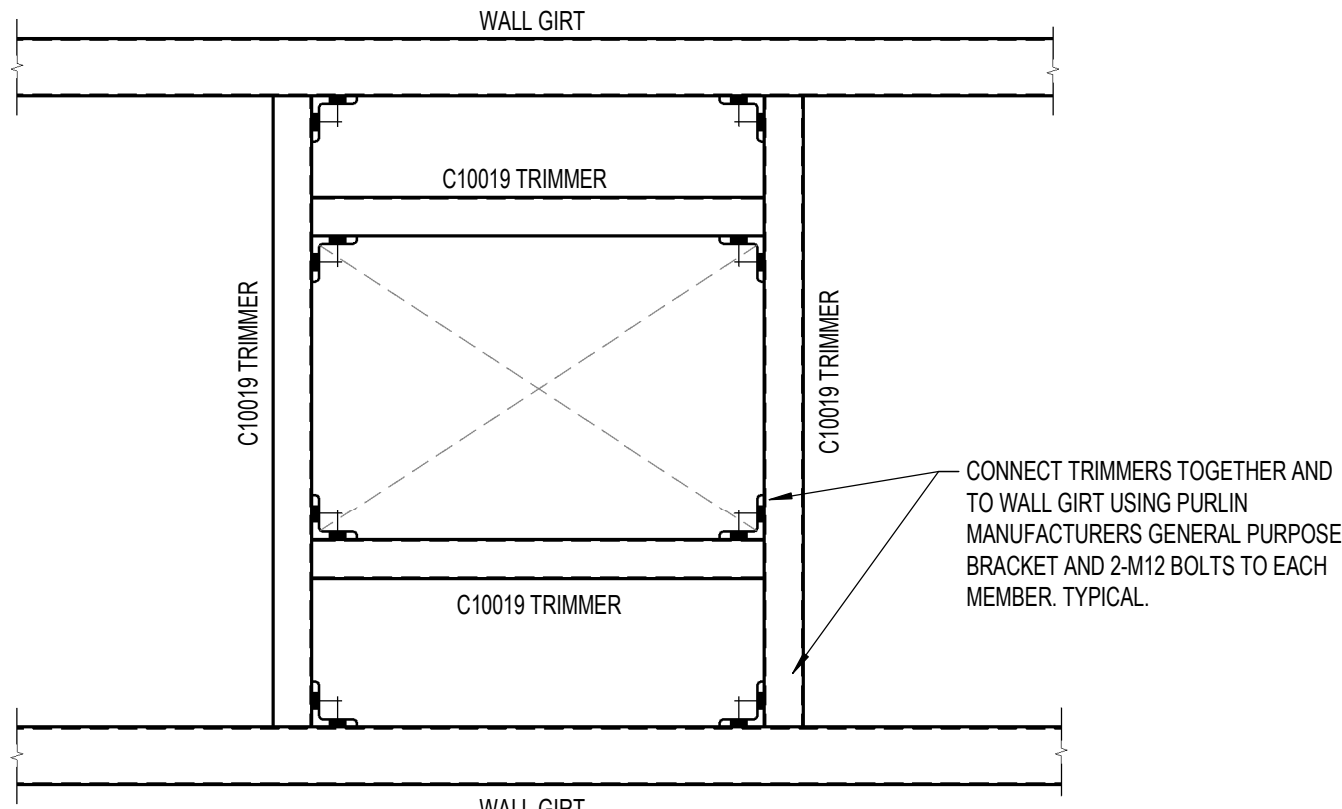 WALL GIRT
C10019 TRIMMER
C10019 TRIMMER
C10019 TRIMMER
CONNECT TRIMMERS TOGETHER AND
TO WALL GIRT USING PURLIN
MANUFACTURERS GENERAL PURPOSE
BRACKET AND 2-M12 BOLTS TO EACH
MEMBER. TYPICAL.
C10019 TRIMMER
WALL GIRT